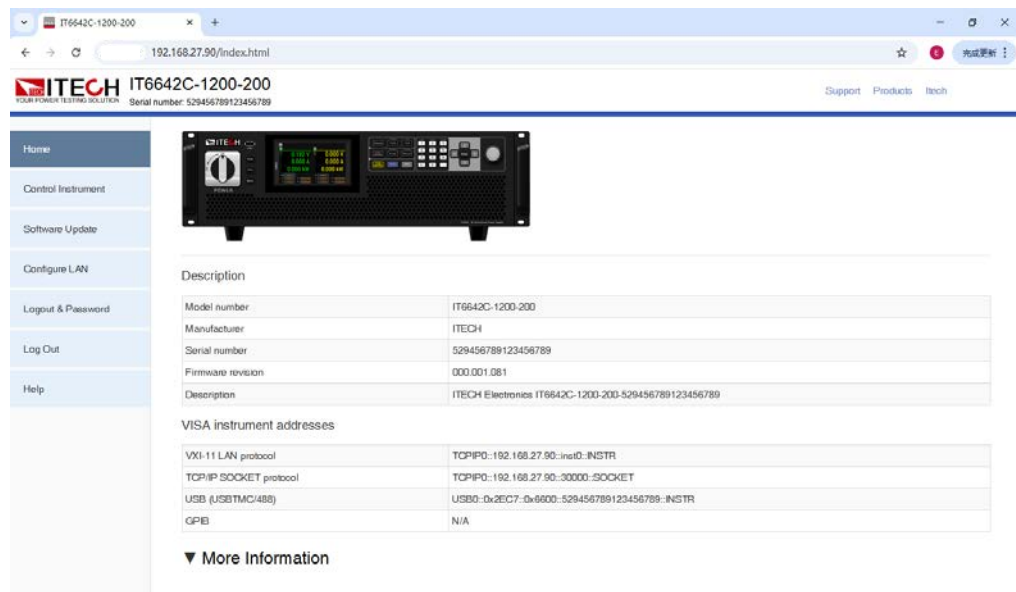 IT6642C-1200-200
192.168.27.90/index.html
完成更新
ITECH
YOUR POWER TESTING SOLUTION
IT6642C-1200-200
Serial number: 529456789123456789
Support Products Itech
Home
Control Instrument
Software Update
Configure LAN
Logout & Password
Log Out
Help
ITECH
POWER
Description
Model number IT6642C-1200-200
Manufacturer ITECH
Serial number 529456789123456789
Firmware revision 000.001.081
Description ITECH Electronics IT6642C-1200-200-529456789123456789
VISA instrument addresses
VXI-11 LAN protocol TCPIP0::192.168.27.90::inst0::INSTR
TCP/IP SOCKET protocol TCPIP0::192.168.27.90::30000::SOCKET
USB (USBTMC/488) USB0::0x2EC7::0x6600::529456789123456789::INSTR
GPIB N/A
▼ More Information